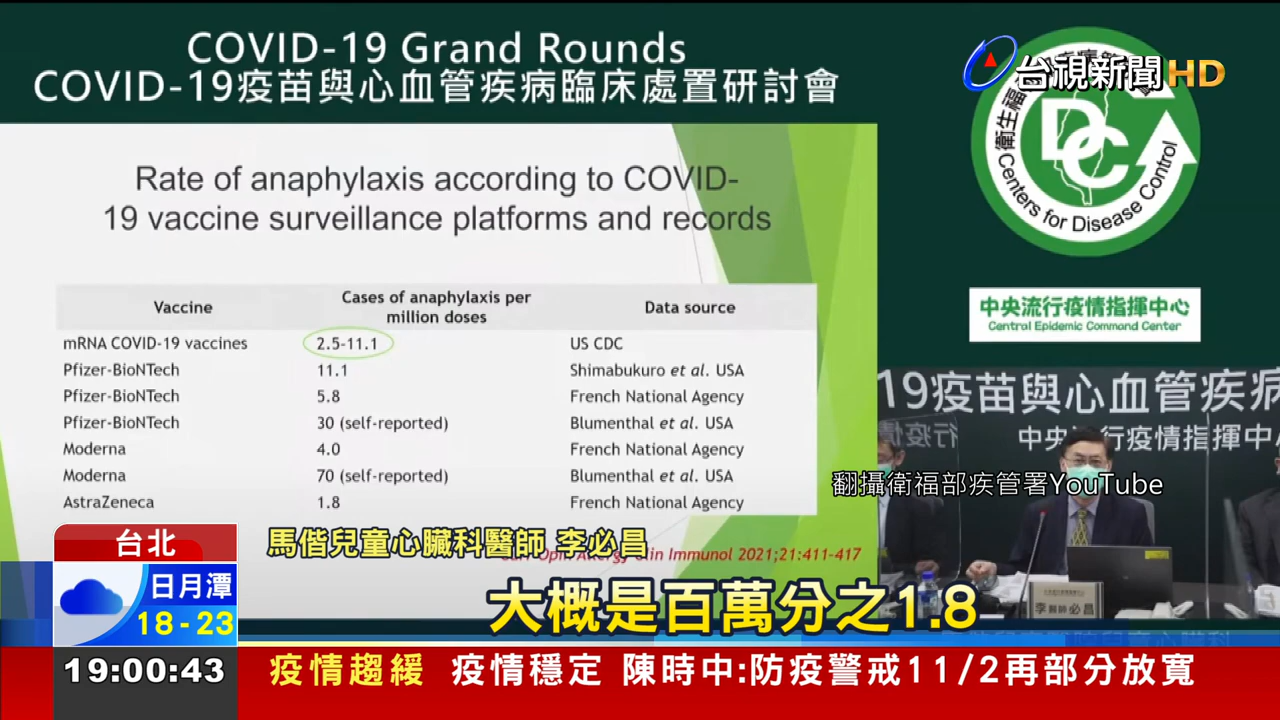 COVID-19 Grand Rounds
COVID-19疫苗與心血管疾病臨床處置研討會
台視新聞HD
衛生福
DC
Centers for Disease Control
中央流行疫情指揮中心
Central Epidemic Command Center
Rate of anaphylaxis according to COVID-
19 vaccine surveillance platforms and records
Vaccine Cases of anaphylaxis per million doses Data source
mRNA COVID-19 vaccines 2.5-11.1 US CDC
Pfizer-BioNTech 11.1 Shimabukuro et al. USA
Pfizer-BioNTech 5.8 French National Agency
Pfizer-BioNTech 30 (self-reported) Blumenthal et al. USA
Moderna 4.0 French National Agency
Moderna 70 (self-reported) Blumenthal et al. USA
AstraZeneca 1.8 French National Agency
Immunol 2021;21:411-417
19疫苗與心血管疾病
中央流行疫情指揮中
翻攝衛福部疾管署YouTube
李醫師必昌
馬偕兒童心臟科醫師 李必昌
大概是百萬分之1.8
台北
日月潭
18-23
19:00:43
疫情趨緩 疫情穩定 陳時中:防疫警戒11/2再部分放寬